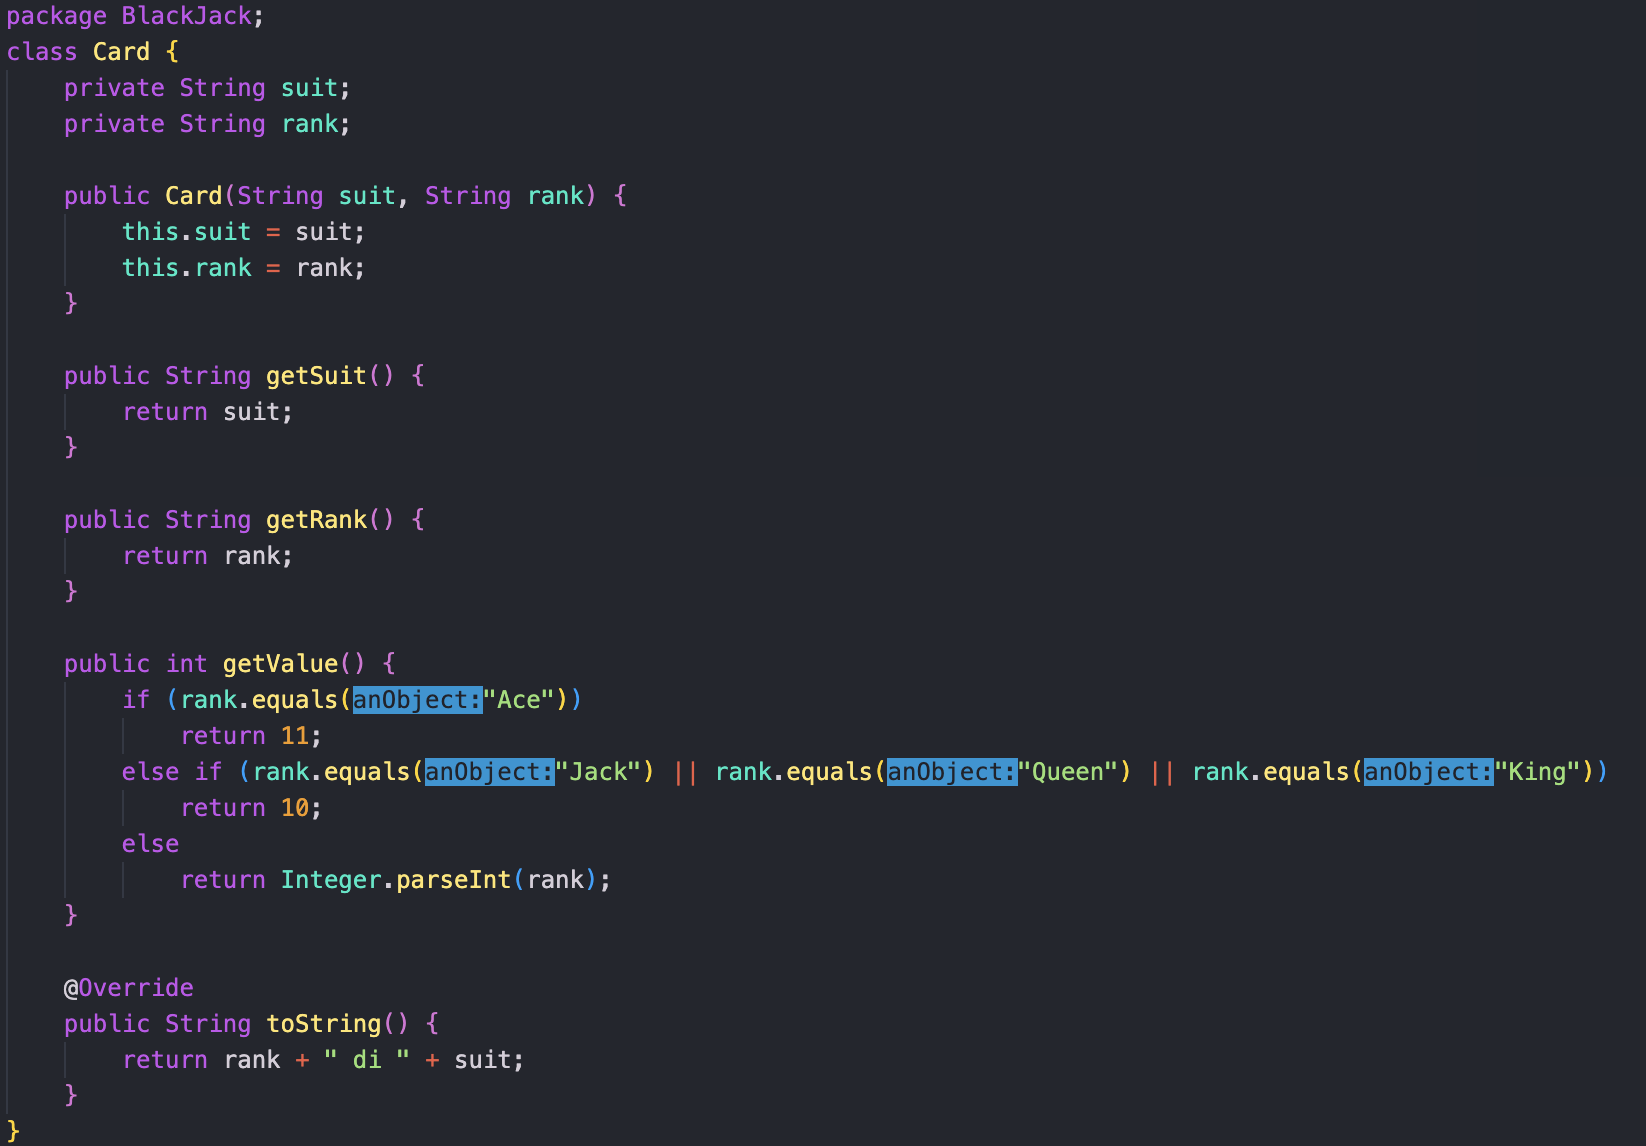 package BlackJack;
class Card {
    private String suit;
    private String rank;

    public Card(String suit, String rank) {
        this.suit = suit;
        this.rank = rank;
    }

    public String getSuit() {
        return suit;
    }

    public String getRank() {
        return rank;
    }

    public int getValue() {
        if (rank.equals(anObject:"Ace"))
            return 11;
        else if (rank.equals(anObject:"Jack") || rank.equals(anObject:"Queen") || rank.equals(anObject:"King"))
            return 10;
        else
            return Integer.parseInt(rank);
    }

    @Override
    public String toString() {
        return rank + " di " + suit;
    }
}